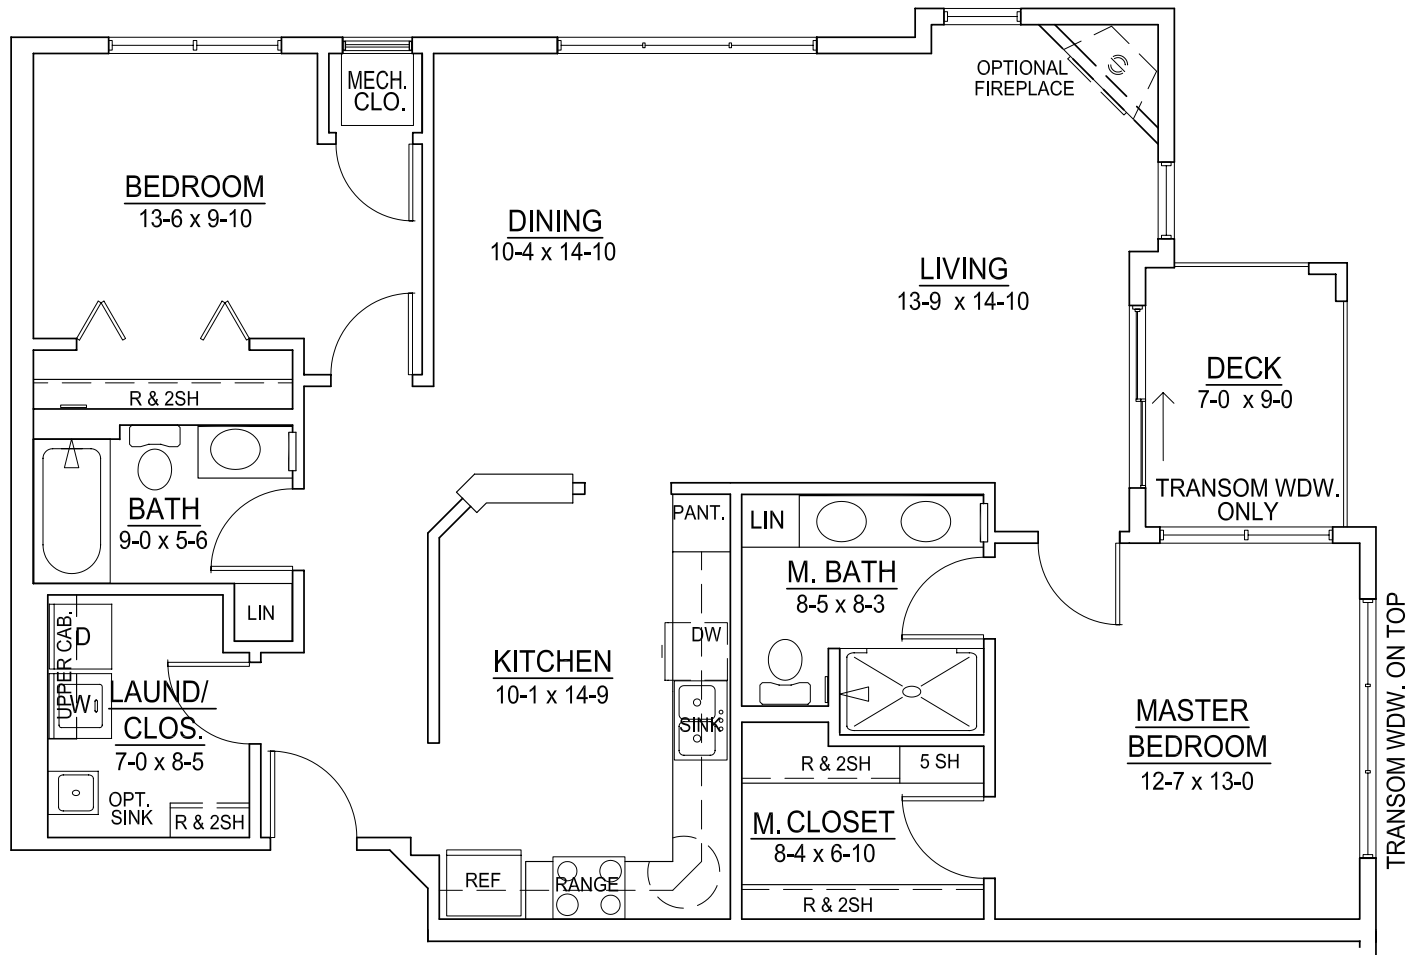 OPTIONAL
FIREPLACE
MECH.
CLO.
BEDROOM
13-6 x 9-10
DINING
10-4 x 14-10
LIVING
13-9 x 14-10
DECK
7-0 x 9-0
R & 2SH
TRANSOM WDW.
ONLY
BATH
9-0 x 5-6
PANT.
LIN
M. BATH
8-5 x 8-3
LIN
UPPER CAB.
D
DW
KITCHEN
10-1 x 14-9
W
LAUND/
CLOS.
7-0 x 8-5
SINK
MASTER
BEDROOM
12-7 x 13-0
TRANSOM WDW. ON TOP
R & 2SH
5 SH
OPT.
SINK
R & 2SH
M. CLOSET
8-4 x 6-10
REF
RANGE
R & 2SH
S